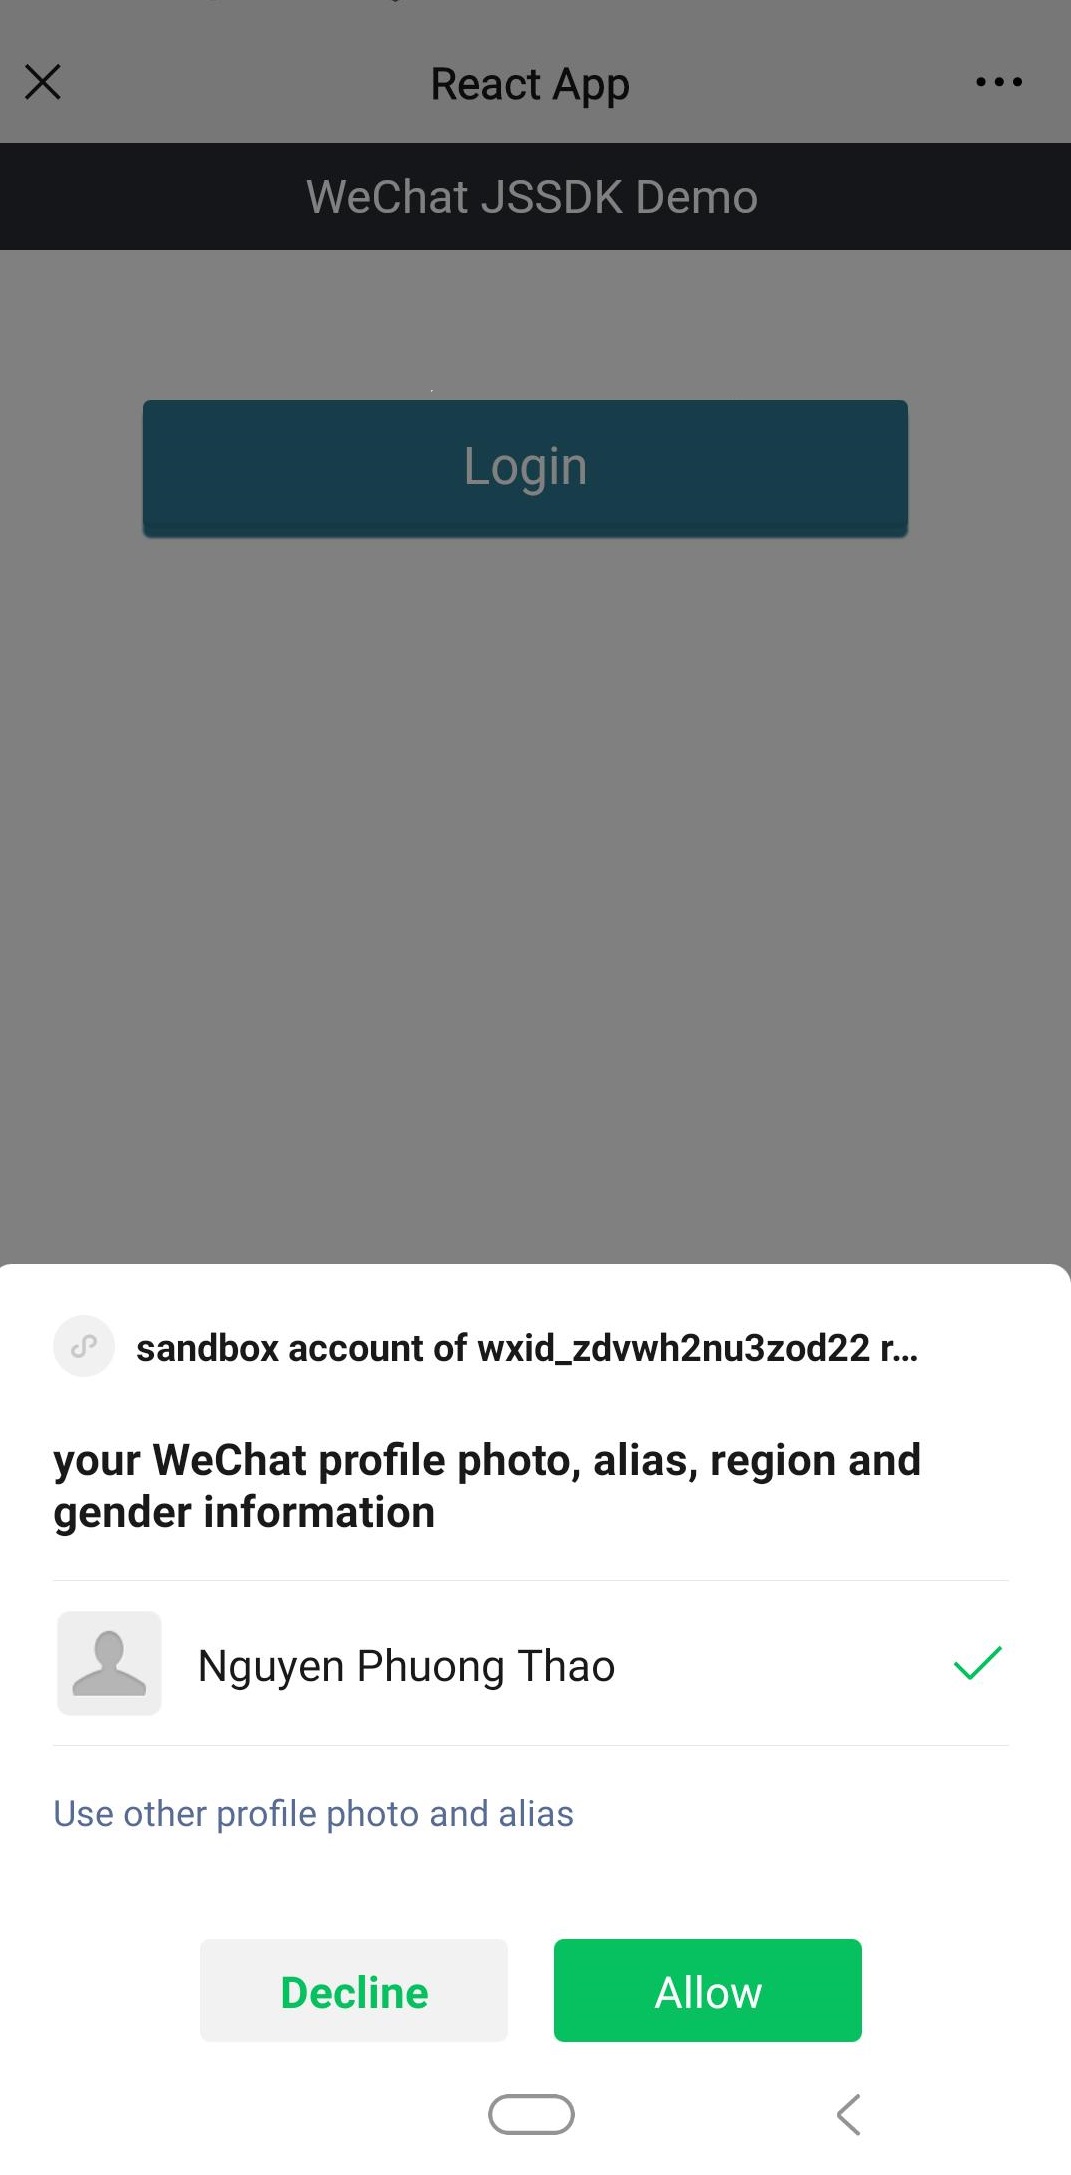 React App
WeChat JSSDK Demo
Login
sandbox account of wxid_zdvwh2nu3zod22 r...
your WeChat profile photo, alias, region and
gender information
Nguyen Phuong Thao
Use other profile photo and alias
Decline
Allow